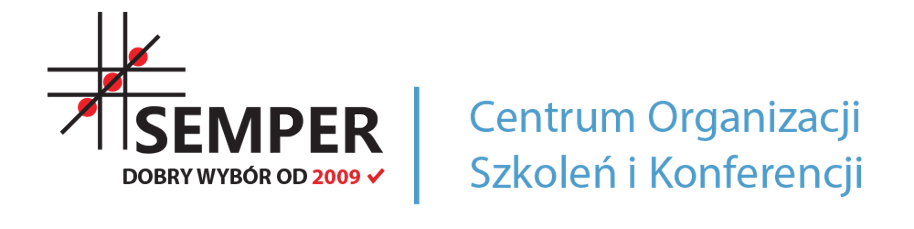 SEMPER
DOBRY WYBÓR OD 2009
Centrum Organizacji
Szkoleń i Konferencji